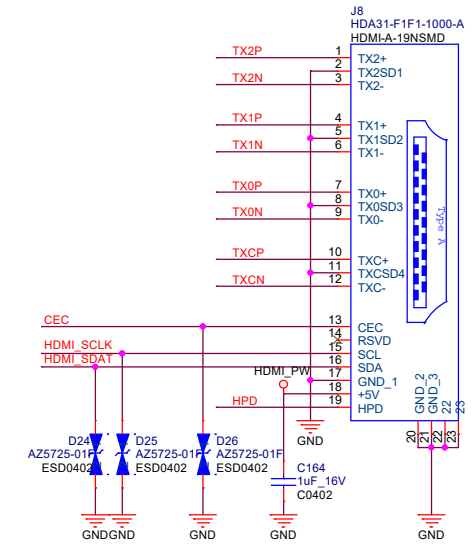 J8
HDA31-F1F1-1000-A
HDMI-A-19NSMD
TX2P 1 TX2+
2 TX2SD1
TX2N 3 TX2-
TX1P 4 TX1+
5 TX1SD2
TX1N 6 TX1-
TX0P 7 TX0+
8 TX0SD3
TX0N 9 TX0-
TXCP 10 TXC+
11 TXCSD4
TXCN 12 TXC-
Type A
CEC 13 CEC
14 RSVD
HDMI_SCLK 15 SCL
HDMI_SDAT 16 SDA
HDMI_PW 17 GND_1
18 +5V
HPD 19 HPD
GND_2 GND_3 22 23
20 21 22 23
GND
D24 D25 D26
AZ5725-01F AZ5725-01F AZ5725-01F
ESD0402 ESD0402 ESD0402
C164
1uF_16V
C0402
GND GND GND GND GND